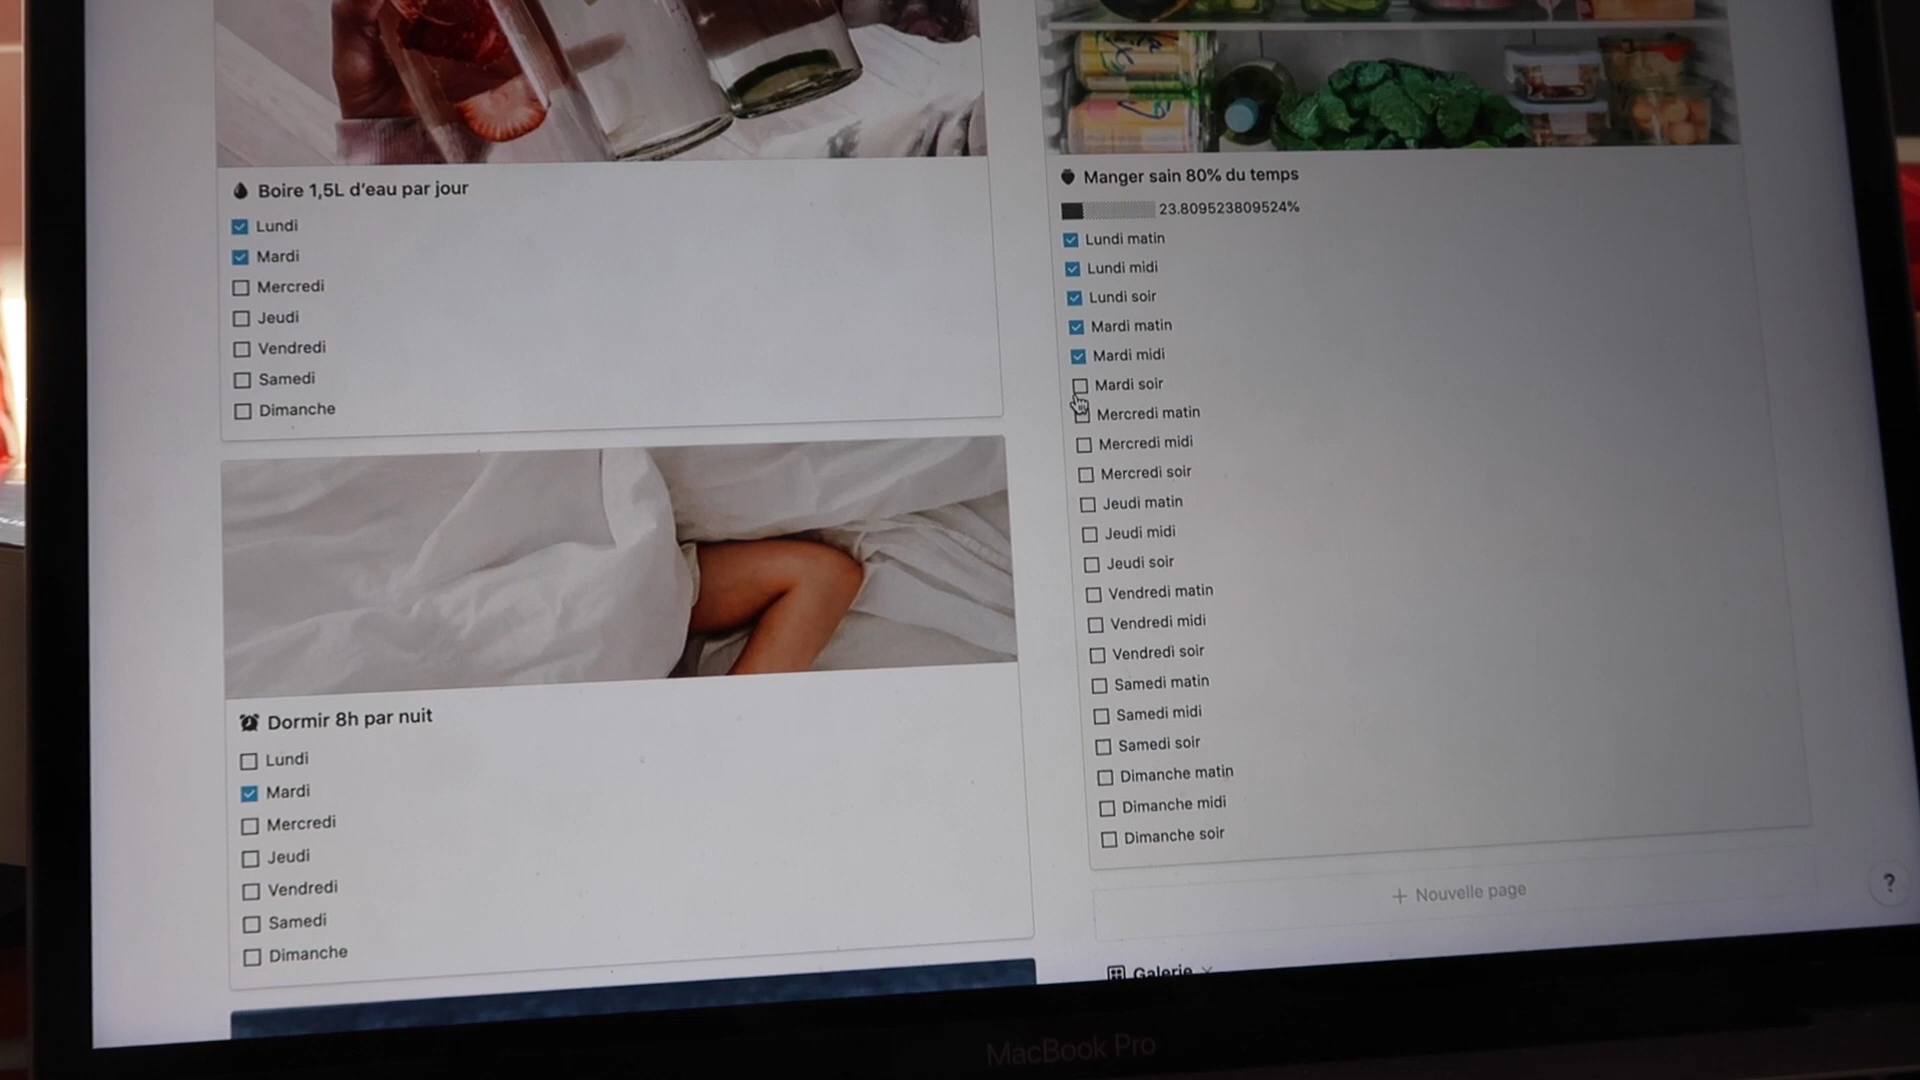 Boire 1,5L d'eau par jour
Lundi
Mardi
Mercredi
Jeudi
Vendredi
Samedi
Dimanche
Dormir 8h par nuit
Lundi
Mardi
Mercredi
Jeudi
Vendredi
Samedi
Dimanche
Manger sain 80% du temps
23.809523809524%
Lundi matin
Lundi midi
Lundi soir
Mardi matin
Mardi midi
Mardi soir
Mercredi matin
Mercredi midi
Mercredi soir
Jeudi matin
Jeudi midi
Jeudi soir
Vendredi matin
Vendredi midi
Vendredi soir
Samedi matin
Samedi midi
Samedi soir
Dimanche matin
Dimanche midi
Dimanche soir
+ Nouvelle page
?
Galerie
MacBook Pro